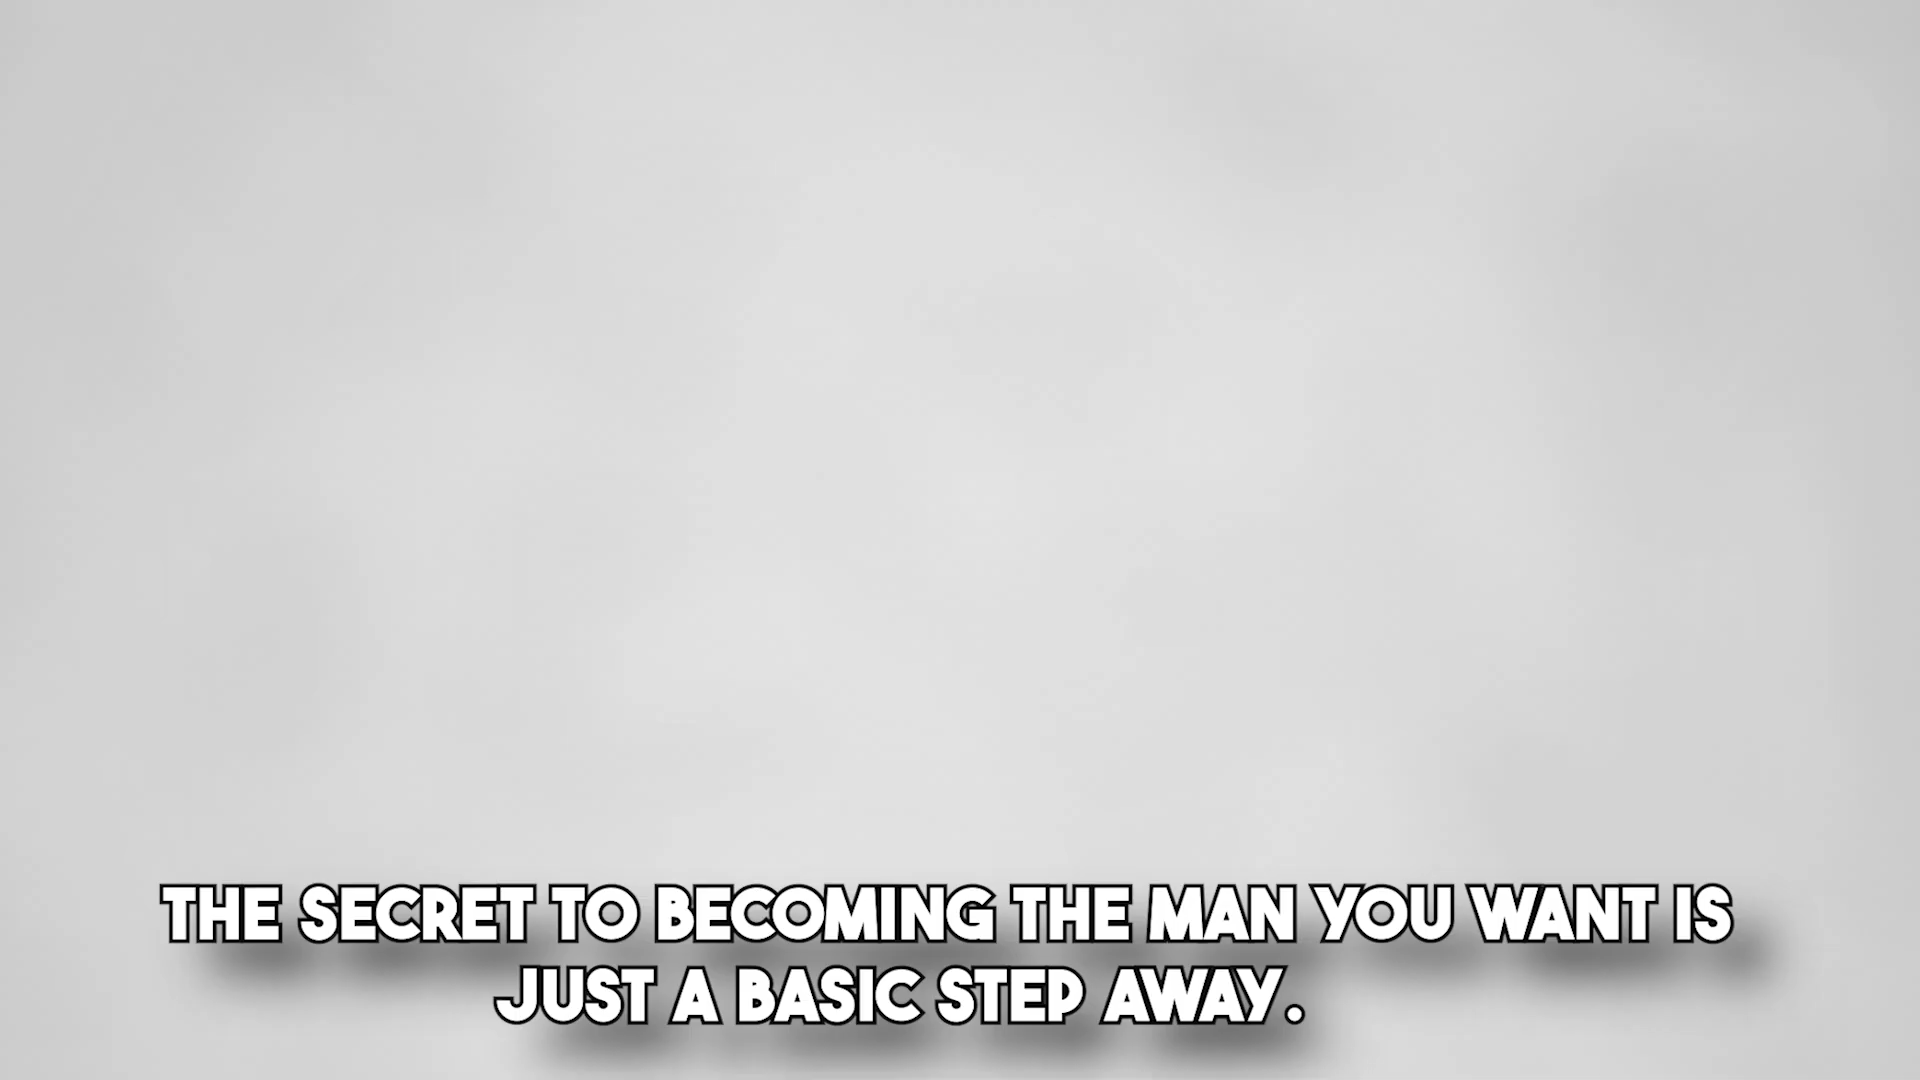 THE SECRET TO BECOMING THE MAN YOU WANT IS
JUST A BASIC STEP AWAY.